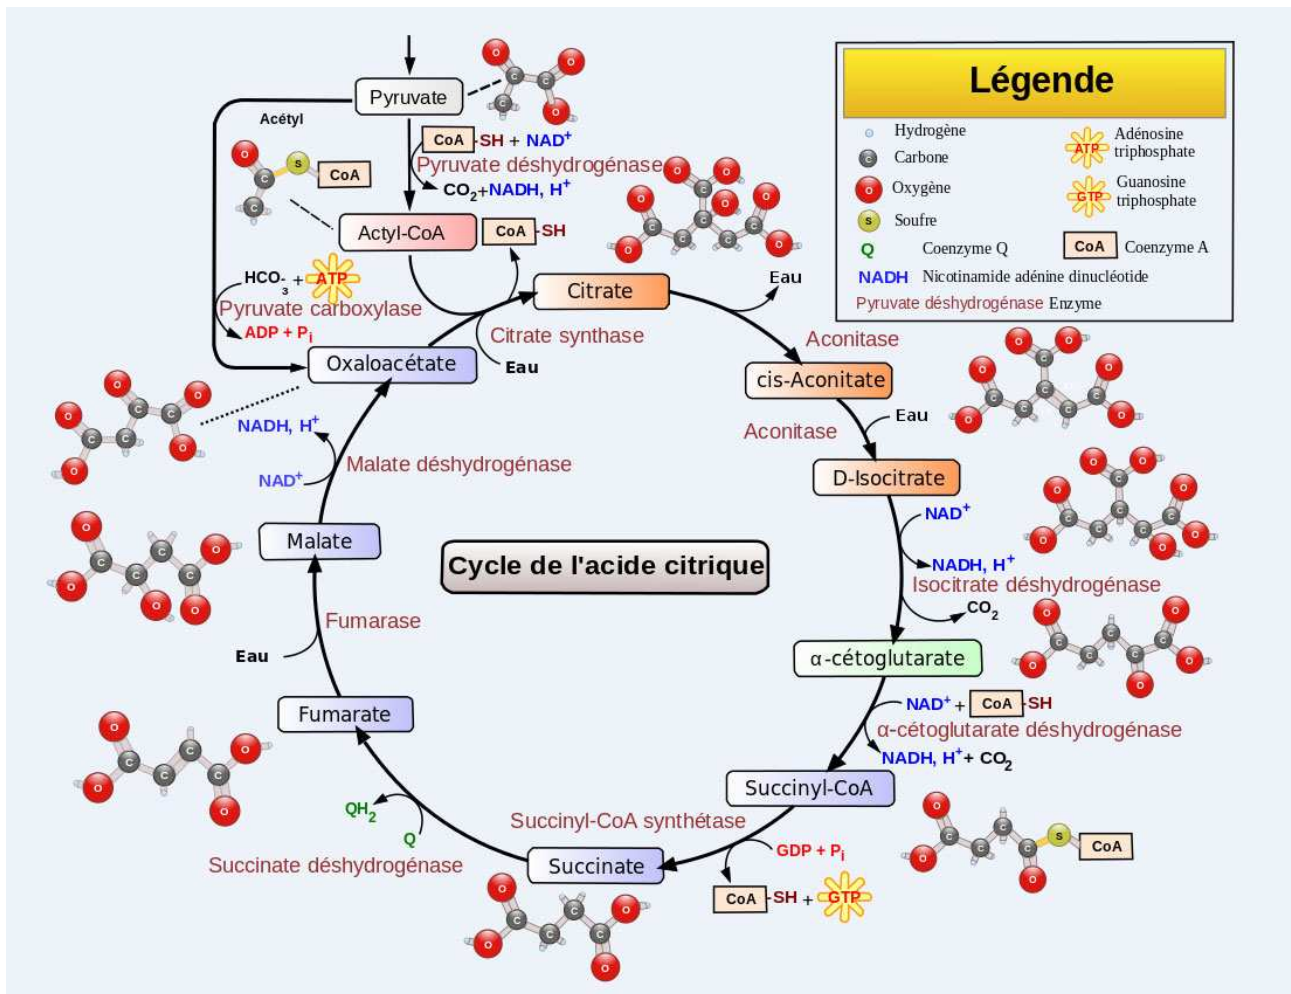 Pyruvate
Acétyl
CoA-SH + NAD+
Pyruvate déshydrogénase
CO2+NADH, H+
S
CoA
Actyl-CoA
CoA-SH
HCO-3 + ATP
Pyruvate carboxylase
ADP + Pi
Citrate
Citrate synthase
Eau
Oxaloacétate
Eau
Aconitase
cis-Aconitate
Eau
Aconitase
D-Isocitrate
NAD+
NADH, H+
Isocitrate déshydrogénase
CO2
α-cétoglutarate
NAD+ + CoA-SH
α-cétoglutarate déshydrogénase
NADH, H+ + CO2
Succinyl-CoA
S
CoA
Succinyl-CoA synthétase
GDP + Pi
CoA-SH + GTP
Succinate
QH2
Q
Succinate déshydrogénase
Fumarate
Eau
Fumarase
Malate
NADH, H+
NAD+
Malate déshydrogénase
Cycle de l'acide citrique
Légende
Hydrogène
C Carbone
O Oxygène
S Soufre
Q Coenzyme Q
NADH Nicotinamide adénine dinucléotide
Pyruvate déshydrogénase Enzyme
ATP Adénosine
triphosphate
GTP Guanosine
triphosphate
CoA Coenzyme A